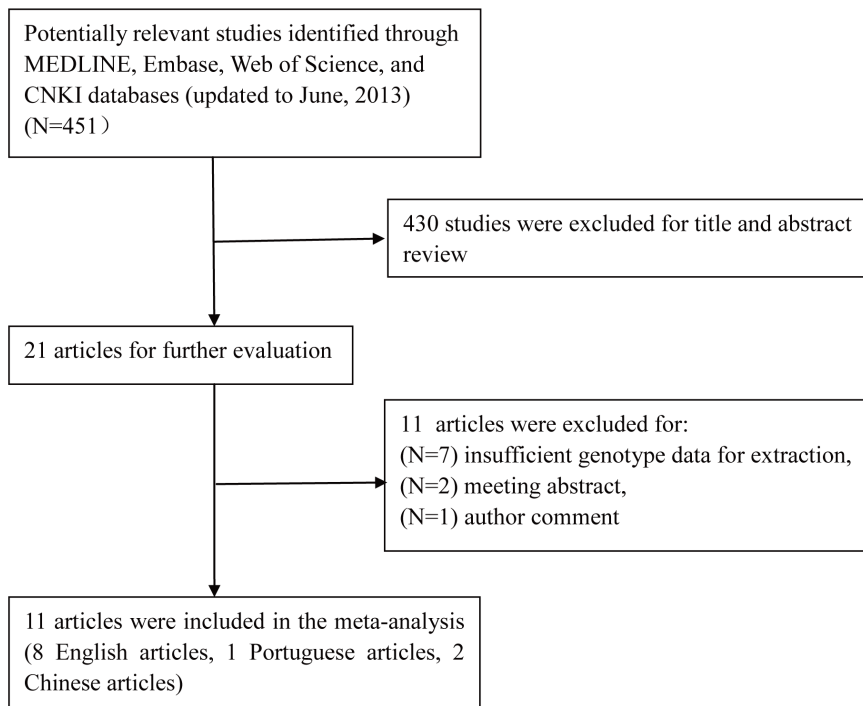 Potentially relevant studies identified through
MEDLINE, Embase, Web of Science, and
CNKI databases (updated to June, 2013)
(N=451）
430 studies were excluded for title and abstract
review
21 articles for further evaluation
11 articles were excluded for:
(N=7) insufficient genotype data for extraction,
(N=2) meeting abstract,
(N=1) author comment
11 articles were included in the meta-analysis
(8 English articles, 1 Portuguese articles, 2
Chinese articles)